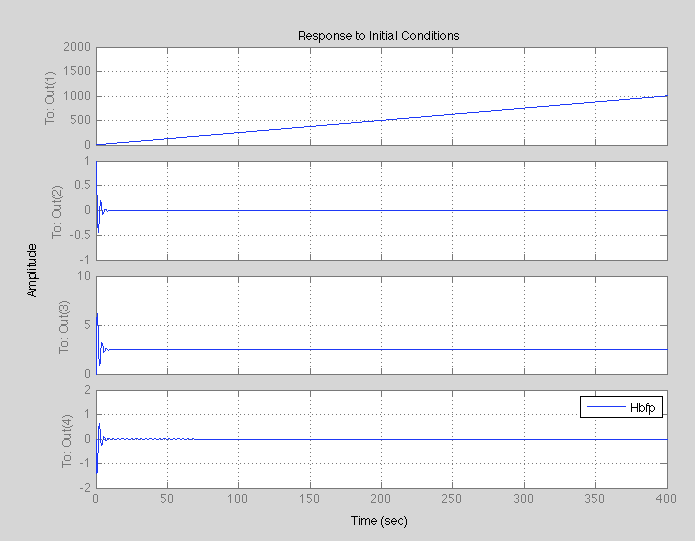 Response to Initial Conditions
2000
1500
1000
500
0
To: Out(1)
1
0.5
0
-0.5
-1
To: Out(2)
Amplitude
10
5
0
To: Out(3)
2
1
0
-1
-2
To: Out(4)
Hbfp
0 50 100 150 200 250 300 350 400
Time (sec)